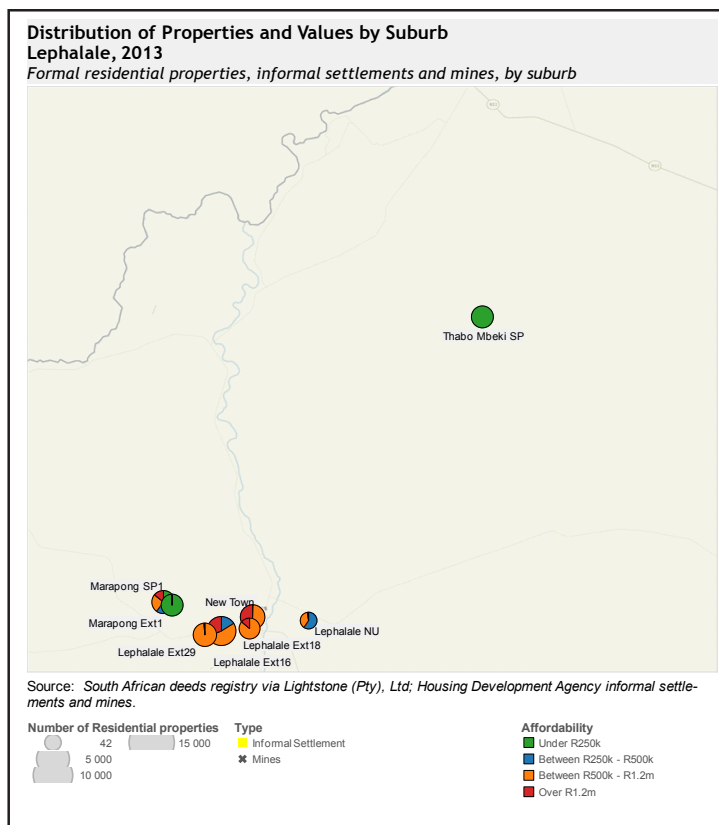 Distribution of Properties and Values by Suburb
Lephalale, 2013
Formal residential properties, informal settlements and mines, by suburb
Thabo Mbeki SP
Marapong SP1
Marapong Ext1
New Town
Lephalale NU
Lephalale Ext18
Lephalale Ext29
Lephalale Ext16
Source: South African deeds registry via Lightstone (Pty), Ltd; Housing Development Agency informal settle-
ments and mines.
Number of Residential properties
42
5 000
10 000
15 000
Type
Informal Settlement
Mines
Affordability
Under R250k
Between R250k - R500k
Between R500k - R1.2m
Over R1.2m